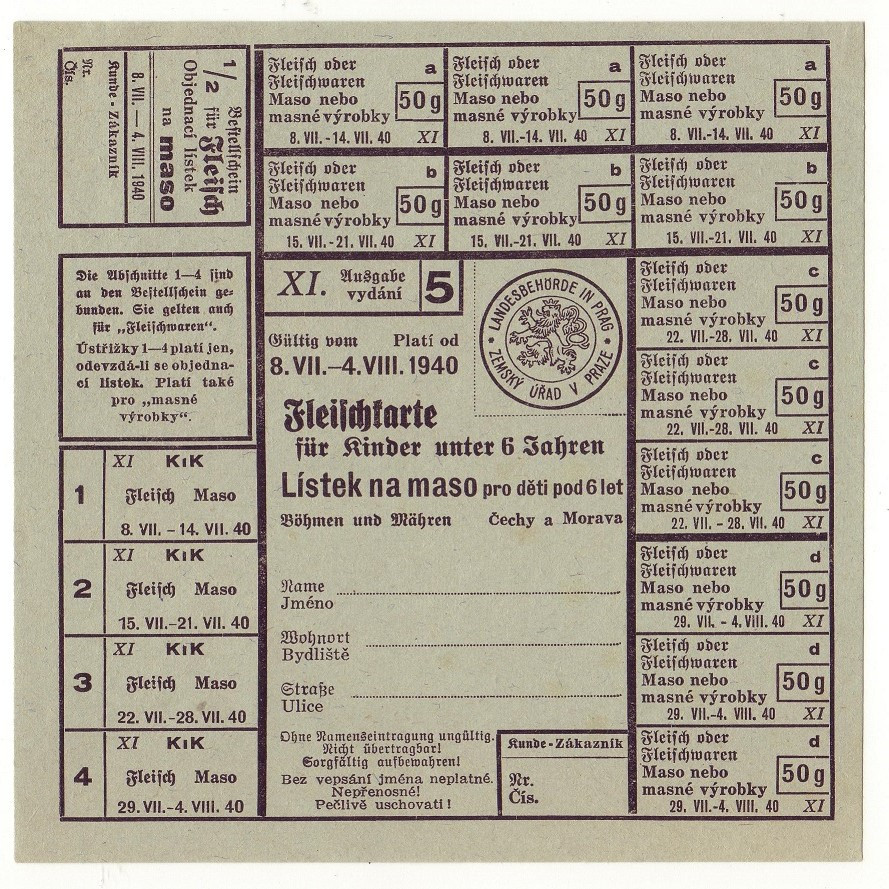 Bestellschein
1/2 für Fleisch
Objednací lístek
na maso
8. VII. — 4. VIII. 1940
Kunde - Zákazník
Nr.
Čís.
Fleisch oder a
Fleischwaren
Maso nebo 50 g
masné výrobky
8. VII.-14. VII. 40 XI
Fleisch oder a
Fleischwaren
Maso nebo 50 g
masné výrobky
8. VII.-14. VII. 40 XI
Fleisch oder a
Fleischwaren
Maso nebo 50 g
masné výrobky
8. VII.-14. VII. 40 XI
Fleisch oder b
Fleischwaren
Maso nebo 50 g
masné výrobky
15. VII.-21. VII. 40 XI
Fleisch oder b
Fleischwaren
Maso nebo 50 g
masné výrobky
15. VII.-21. VII. 40 XI
Fleisch oder b
Fleischwaren
Maso nebo 50 g
masné výrobky
15. VII.-21. VII. 40 XI
Die Abschnitte 1—4 sind
an den Bestellschein ge-
bunden. Sie gelten auch
für „Fleischwaren".
Ústřižky 1—4 platí jen,
odevzdá-li se objedna-
cí lístek. Platí také
pro „masné
výrobky".
XI KiK
1 Fleisch Maso
8. VII. - 14. VII. 40
XI KiK
2 Fleisch Maso
15. VII.-21. VII. 40
XI KiK
3 Fleisch Maso
22. VII.-28. VII. 40
XI KiK
4 Fleisch Maso
29. VII.-4. VIII. 40
XI. Ausgabe 5
vydání
LANDESBEHÖRDE IN PRAG
ZEMSKÝ ÚŘAD V PRAZE
Gültig vom Platí od
8. VII.—4. VIII. 1940
Fleischkarte
für Kinder unter 6 Jahren
Lístek na maso pro děti pod 6 let
Böhmen und Mähren Čechy a Morava
Name
Jméno
Wohnort
Bydliště
Straße
Ulice
Ohne Namenseintragung ungültig.
Nicht übertragbar!
Sorgfältig aufbewahren!
Bez vepsání jména neplatné.
Nepřenosné!
Pečlivě uschovati!
Kunde-Zákazník
Nr.
Čís.
Fleisch oder c
Fleischwaren
Maso nebo 50 g
masné výrobky
22. VII.-28. VII. 40 XI
Fleisch oder c
Fleischwaren
Maso nebo 50 g
masné výrobky
22. VII.-28. VII. 40 XI
Fleisch oder c
Fleischwaren
Maso nebo 50 g
masné výrobky
22. VII. - 28. VII. 40 XI
Fleisch oder d
Fleischwaren
Maso nebo 50 g
masné výrobky
29. VII. - 4. VIII. 40 XI
Fleisch oder d
Fleischwaren
Maso nebo 50 g
masné výrobky
29. VII.-4. VIII. 40 XI
Fleisch oder d
Fleischwaren
Maso nebo 50 g
masné výrobky
29. VII.-4. VIII. 40 XI